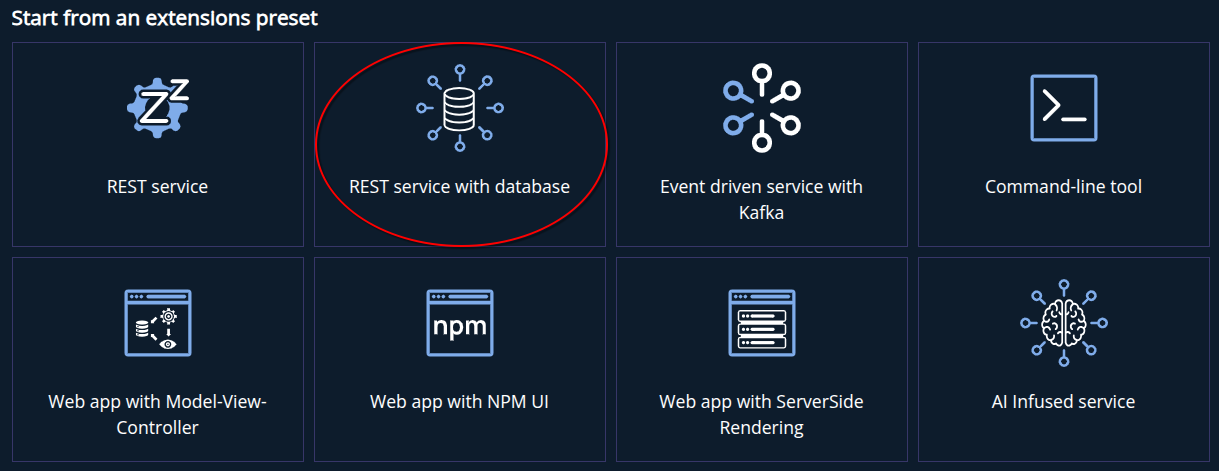 Start from an extensions preset
REST service
REST service with database
Event driven service with
Kafka
Command-line tool
Web app with Model-View-
Controller
npm
Web app with NPM UI
Web app with ServerSide
Rendering
AI Infused service